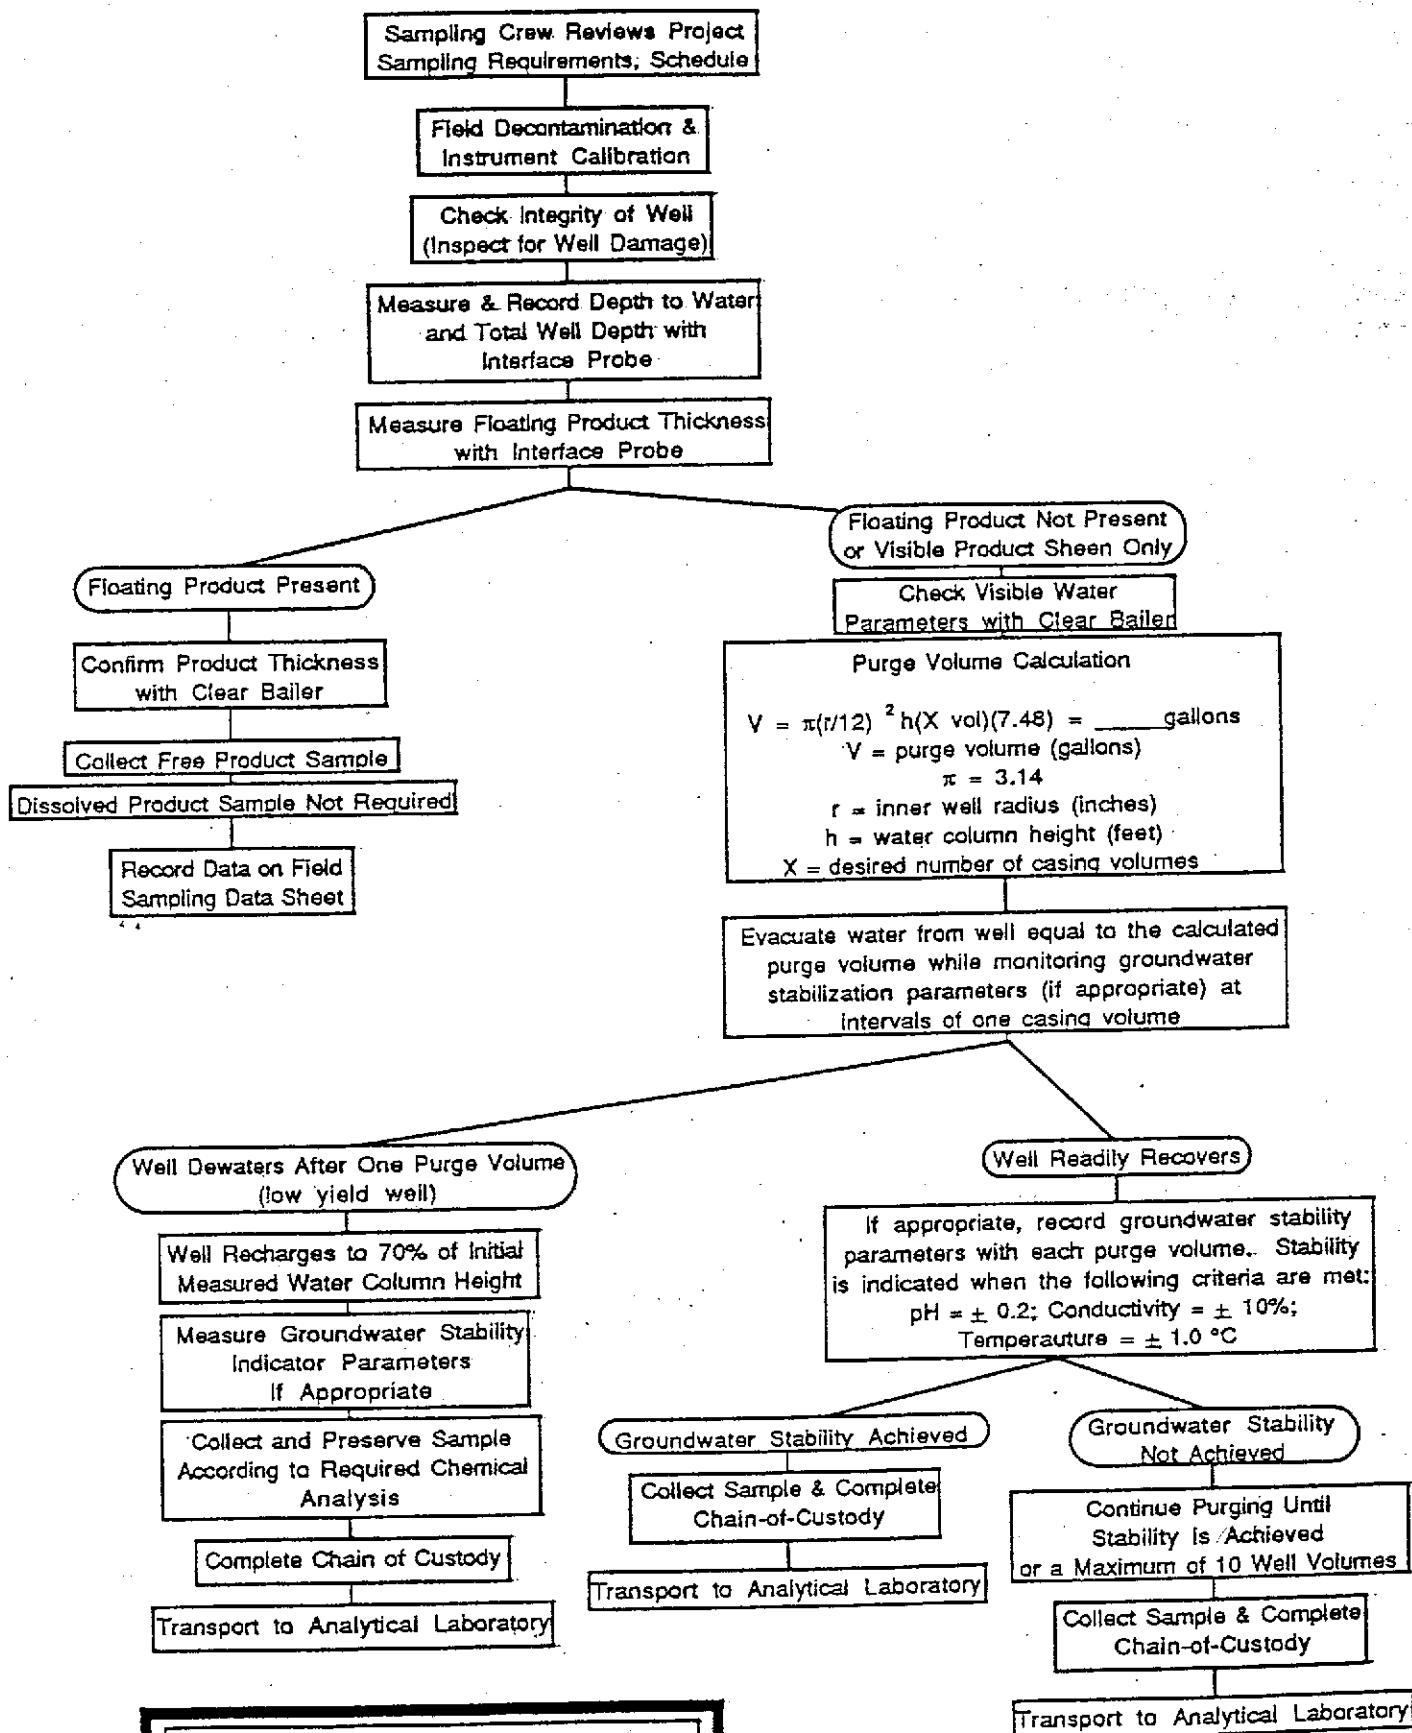 Sampling Crew Reviews Project
Sampling Requirements, Schedule
Field Decontamination &
Instrument Calibration
Check Integrity of Well
(Inspect for Well Damage)
Measure & Record Depth to Water
and Total Well Depth with
Interface Probe
Measure Floating Product Thickness
with Interface Probe
Floating Product Present
Confirm Product Thickness
with Clear Bailer
Collect Free Product Sample
Dissolved Product Sample Not Required
Record Data on Field
Sampling Data Sheet
Floating Product Not Present
or Visible Product Sheen Only
Check Visible Water
Parameters with Clear Bailer
Purge Volume Calculation
V = π(r/12) ² h(X vol)(7.48) = _____gallons
V = purge volume (gallons)
π = 3.14
r = inner well radius (inches)
h = water column height (feet)
X = desired number of casing volumes
Evacuate water from well equal to the calculated
purge volume while monitoring groundwater
stabilization parameters (if appropriate) at
intervals of one casing volume
Well Dewaters After One Purge Volume
(low yield well)
Well Recharges to 70% of Initial
Measured Water Column Height
Measure Groundwater Stability
Indicator Parameters
If Appropriate
Collect and Preserve Sample
According to Required Chemical
Analysis
Complete Chain of Custody
Transport to Analytical Laboratory
Well Readily Recovers
If appropriate, record groundwater stability
parameters with each purge volume. Stability
is indicated when the following criteria are met:
pH = ± 0.2; Conductivity = ± 10%;
Temperauture = ± 1.0 °C
Groundwater Stability Achieved
Collect Sample & Complete
Chain-of-Custody
Transport to Analytical Laboratory
Groundwater Stability
Not Achieved
Continue Purging Until
Stability Is Achieved
or a Maximum of 10 Well Volumes
Collect Sample & Complete
Chain-of-Custody
Transport to Analytical Laboratory